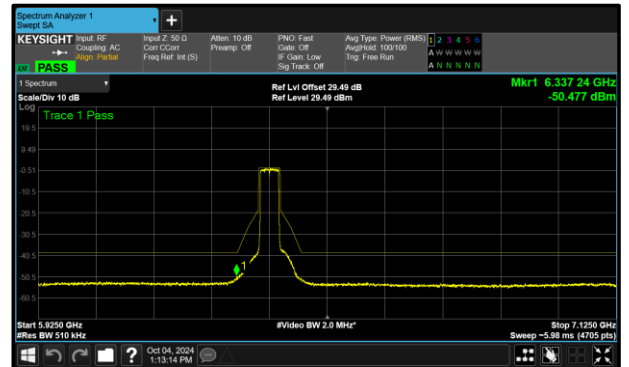 Spectrum Analyzer 1
Swept SA
+
KEYSIGHT
Input: RF
Coupling: AC
Align: Partial
Input Z: 50 Ω
Corr CCorr
Freq Ref: Int (S)
Atten: 10 dB
Preamp: Off
PNO: Fast
Gate: Off
IF Gain: Low
Sig Track: Off
Avg Type: Power (RMS)
Avg|Hold: 100/100
Trig: Free Run
1 2 3 4 5 6
A W W W W W
A N N N N N
PASS
1 Spectrum
Scale/Div 10 dB
Ref Lvl Offset 29.49 dB
Ref Level 29.49 dBm
Mkr1 6.337 24 GHz
-50.477 dBm
Log
Trace 1 Pass
19.5
9.49
-0.51
-10.5
-20.5
-30.5
-40.5
-50.5
-60.5
1
Start 5.9250 GHz
#Res BW 510 kHz
#Video BW 2.0 MHz*
Stop 7.1250 GHz
Sweep ~5.98 ms (4705 pts)
?
Oct 04, 2024
1:13:14 PM